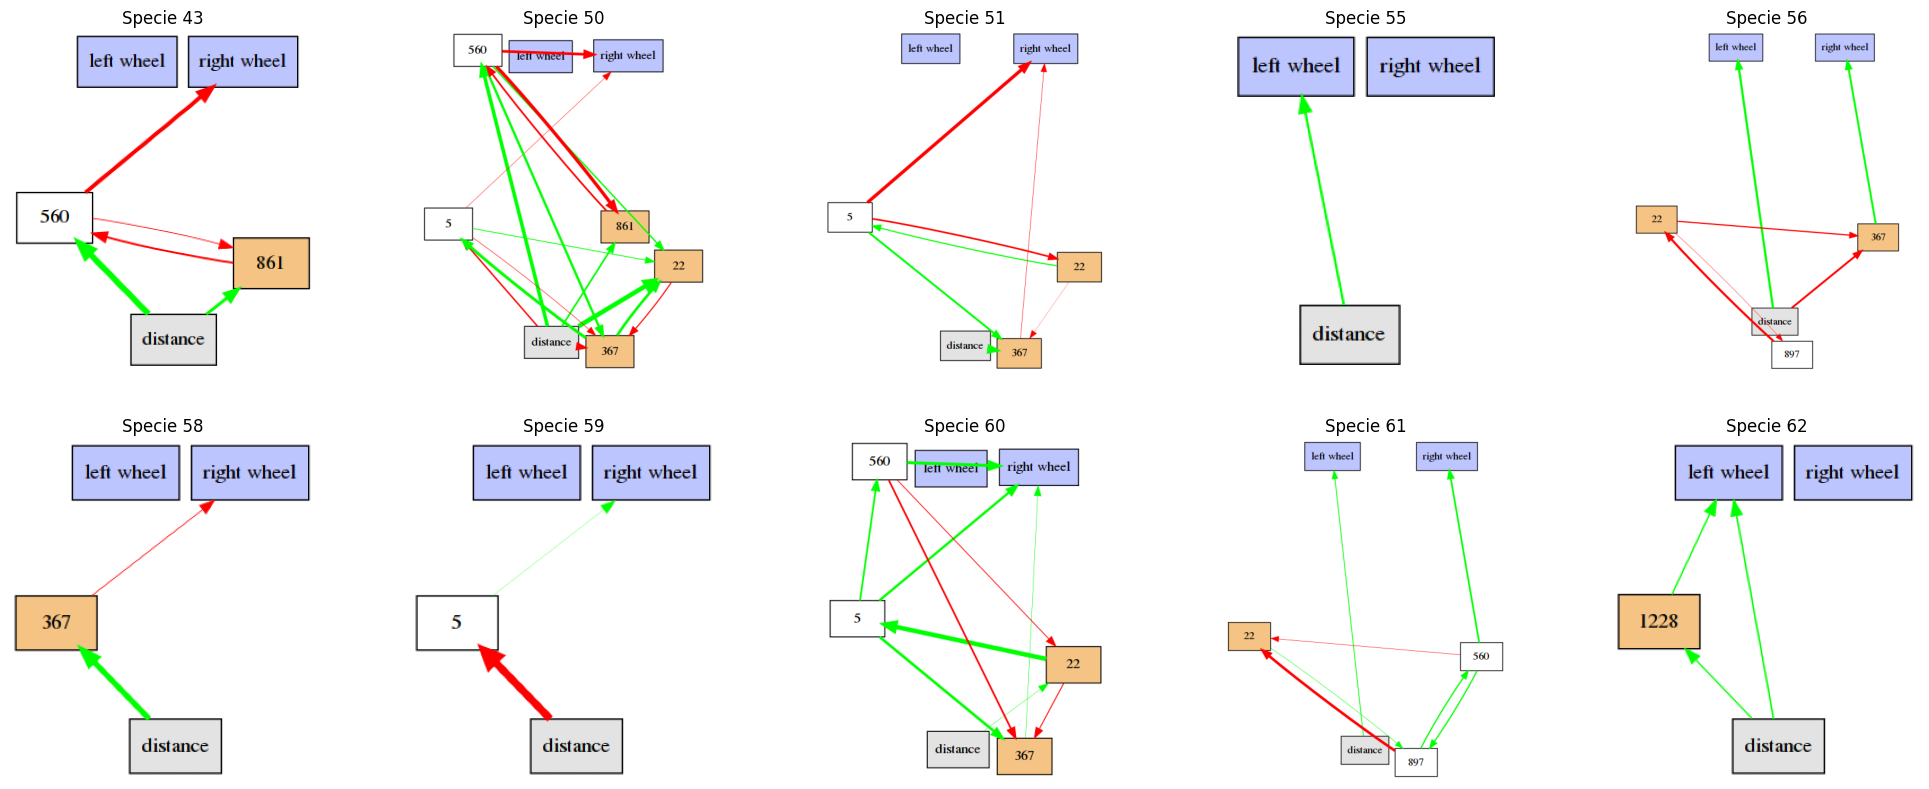 Specie 43
left wheel
right wheel
560
861
distance
Specie 50
560
left wheel
right wheel
5
861
22
distance
367
Specie 51
left wheel
right wheel
5
22
distance
367
Specie 55
left wheel
right wheel
distance
Specie 56
left wheel
right wheel
22
367
distance
897
Specie 58
left wheel
right wheel
367
distance
Specie 59
left wheel
right wheel
5
distance
Specie 60
560
left wheel
right wheel
5
22
distance
367
Specie 61
left wheel
right wheel
22
560
distance
897
Specie 62
left wheel
right wheel
1228
distance